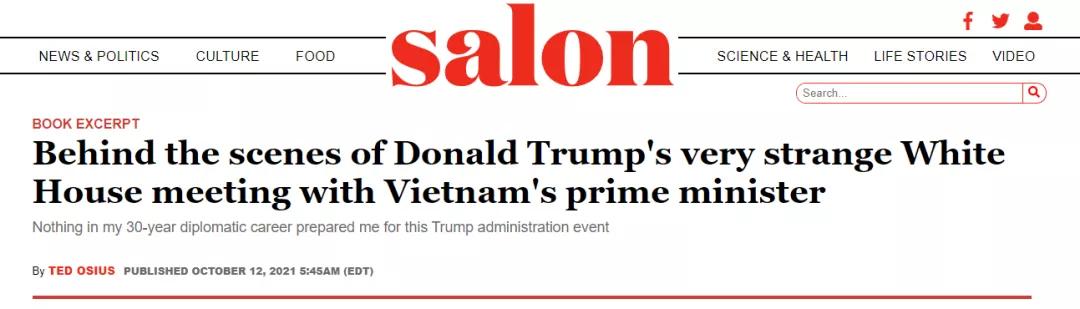 salon
NEWS & POLITICS
CULTURE
FOOD
SCIENCE & HEALTH
LIFE STORIES
VIDEO
Search...
BOOK EXCERPT
Behind the scenes of Donald Trump's very strange White
House meeting with Vietnam's prime minister
Nothing in my 30-year diplomatic career prepared me for this Trump administration event
By TED OSIUS PUBLISHED OCTOBER 12, 2021 5:45AM (EDT)